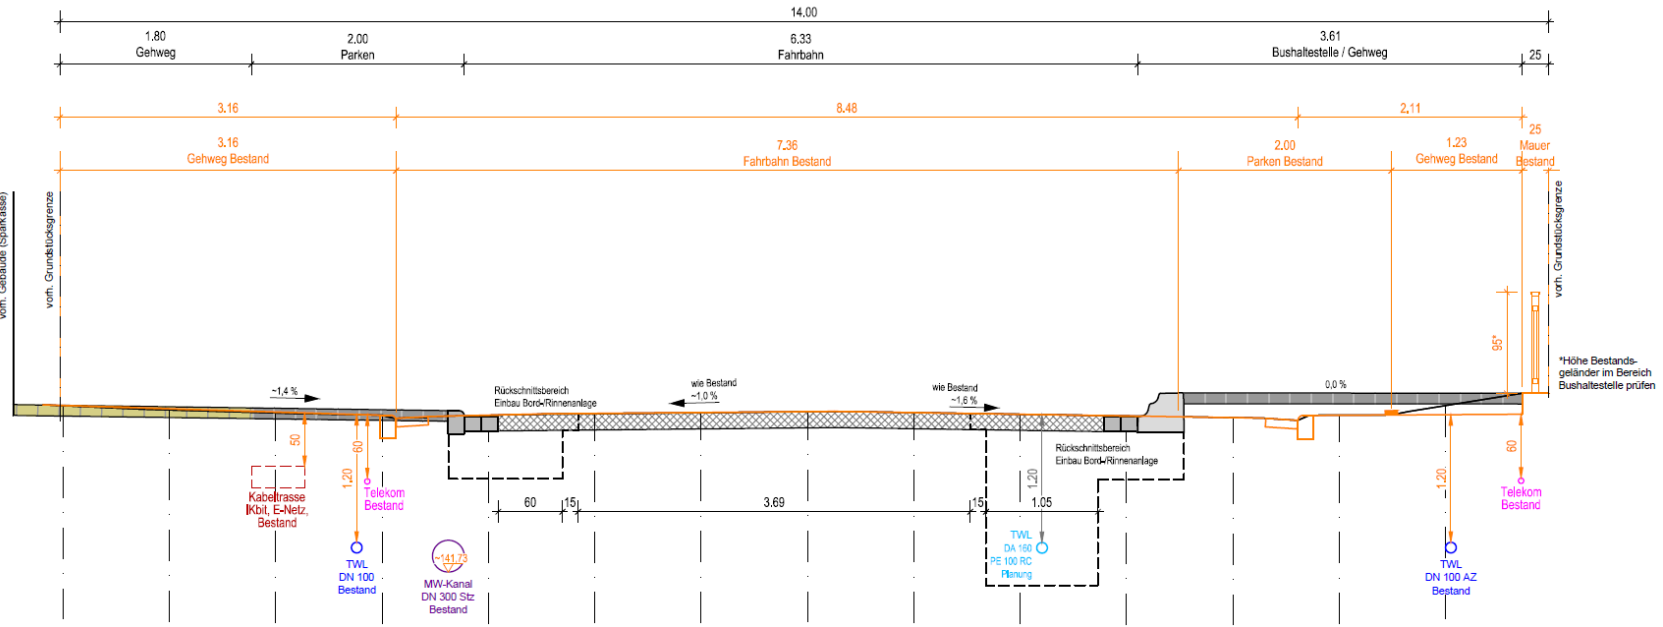 14.00
1.80
Gehweg
2.00
Parken
6.33
Fahrbahn
3.61
Bushaltestelle / Gehweg
25
3.16
8.48
2,11
3.16
Gehweg Bestand
7.36
Fahrbahn Bestand
2.00
Parken Bestand
1.23
Gehweg Bestand
25
Mauer
Bestand
vorh. Gebäude (Sparkasse)
vorh. Grundstücksgrenze
vorh. Grundstücksgrenze
95*
*Höhe Bestands-
geländer im Bereich
Bushaltestelle prüfen
~1,4 %
Rückschnittsbereich
Einbau Bord-/Rinnenanlage
wie Bestand
~1.0 %
wie Bestand
~1,6 %
0,0 %
Rückschnittsbereich
Einbau Bord-/Rinnenanlage
50
60
1.20
1.20
1.20
60
Kabeltrasse
IKbit, E-Netz,
Bestand
Telekom
Bestand
Telekom
Bestand
60
15
3.69
15
1.05
TWL
DN 100
Bestand
~141.73
MW-Kanal
DN 300 Stz
Bestand
TWL
DA 160
PE 100 RC
Planung
TWL
DN 100 AZ
Bestand